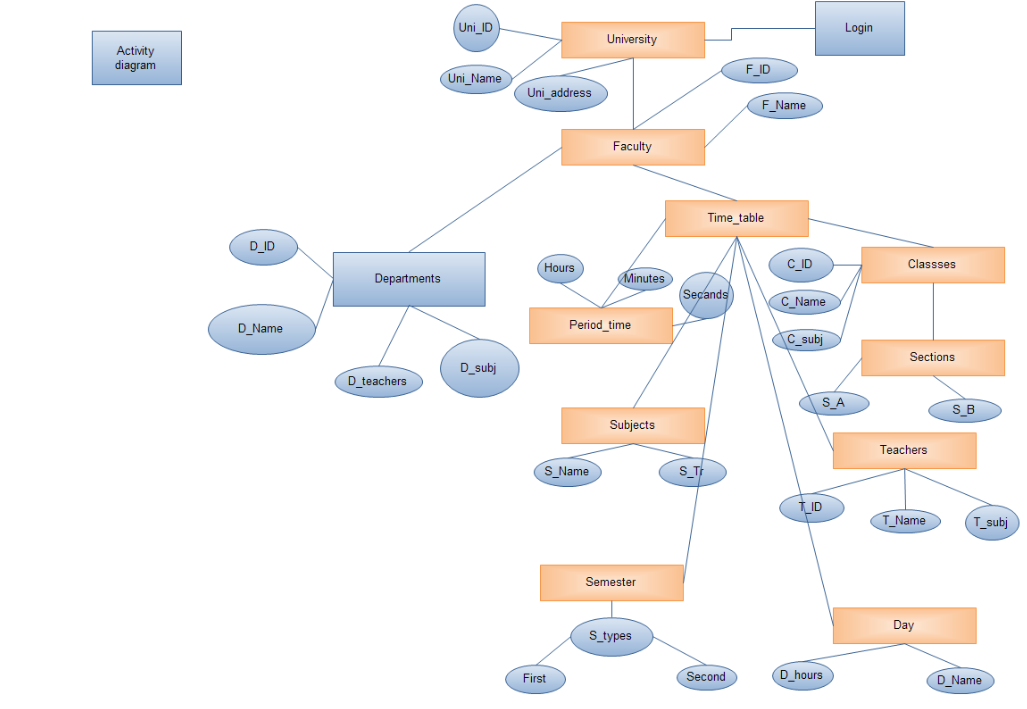 Uni_ID
University
Login
Activity
diagram
Uni_Name
Uni_address
F_ID
F_Name
Faculty
Time_table
D_ID
Departments
Hours
Minutes
Secands
C_ID
Classses
C_Name
D_Name
Period_time
C_subj
Sections
D_teachers
D_subj
S_A
S_B
Subjects
Teachers
S_Name
S_Tr
T_ID
T_Name
T_subj
Semester
S_types
Day
First
Second
D_hours
D_Name